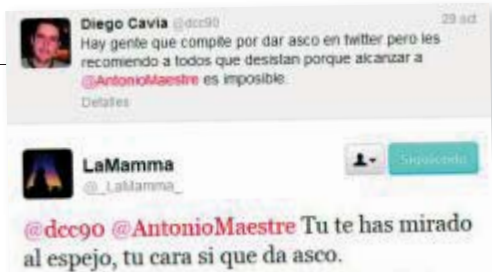 Diego Cavia @dcc90 29 oct
Hay gente que compite por dar asco en twitter pero les
recomiendo a todos que desistan porque alcanzar a
@AntonioMaestre es imposible.
Detalles
LaMamma
@_LaMamma_
Siguiendo
@dcc90 @AntonioMaestre Tu te has mirado
al espejo, tu cara si que da asco.